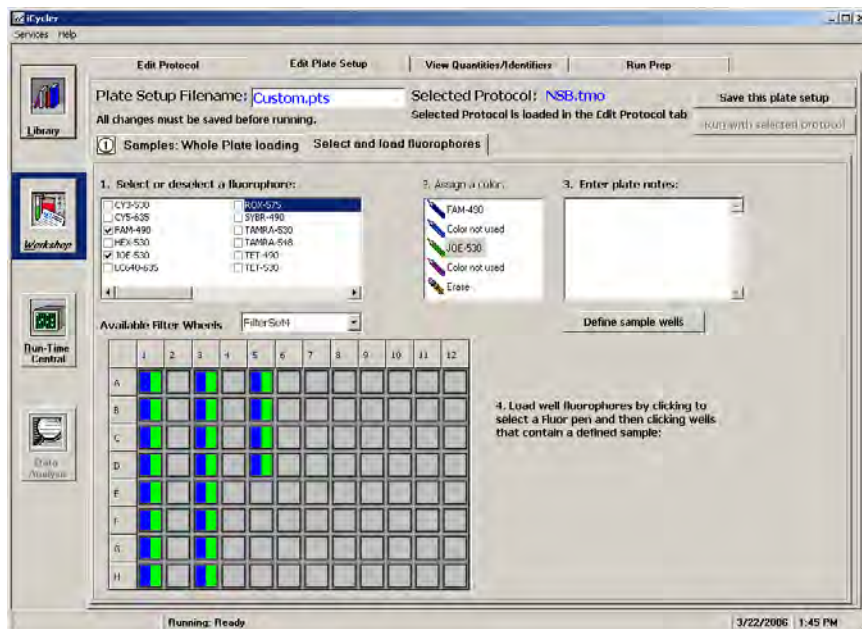 iCycler
Services Help
Edit Protocol Edit Plate Setup View Quantities/Identifiers Run Prep
Plate Setup Filename: Custom.pts Selected Protocol: NSB.tmo Save this plate setup
All changes must be saved before running. Selected Protocol is loaded in the Edit Protocol tab Run with selected protocol
Library
1 Samples: Whole Plate loading Select and load fluorophores
1. Select or deselect a fluorophore: 2. Assign a color: 3. Enter plate notes:
CY3-530 ROX-575
CY5-635 SYBR-490
FAM-490 TAMRA-530
HEX-530 TAMRA-548
JOE-530 TET-490
LC640-635 TET-530
FAM-490
Color not used
JOE-530
Color not used
Erase
Workshop
Available Filter Wheels FilterSet4 Define sample wells
Run-Time
Central
1 2 3 4 5 6 7 8 9 10 11 12
A
B
C
D
E
F
G
H
4. Load well fluorophores by clicking to
select a Fluor pen and then clicking wells
that contain a defined sample:
Data
Analysis
Running: Ready 3/22/2006 1:45 PM